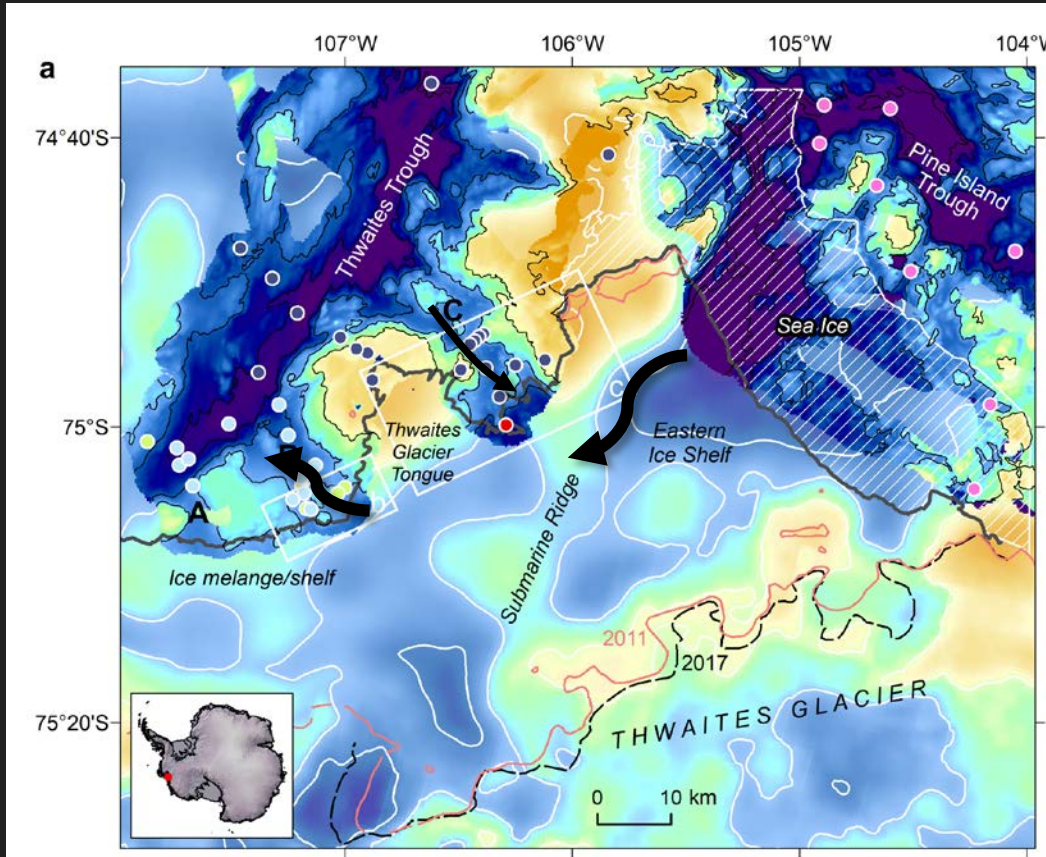 107°W
106°W
105°W
a
74°40'S
Thwaites Trough
Pine Island
Trough
C
Sea Ice
C
75°S
Thwaites
Glacier
Tongue
Eastern
Ice Shelf
A
Submarine Ridge
Ice melange/shelf
2011
2017
THWAITES GLACIER
75°20'S
0 10 km